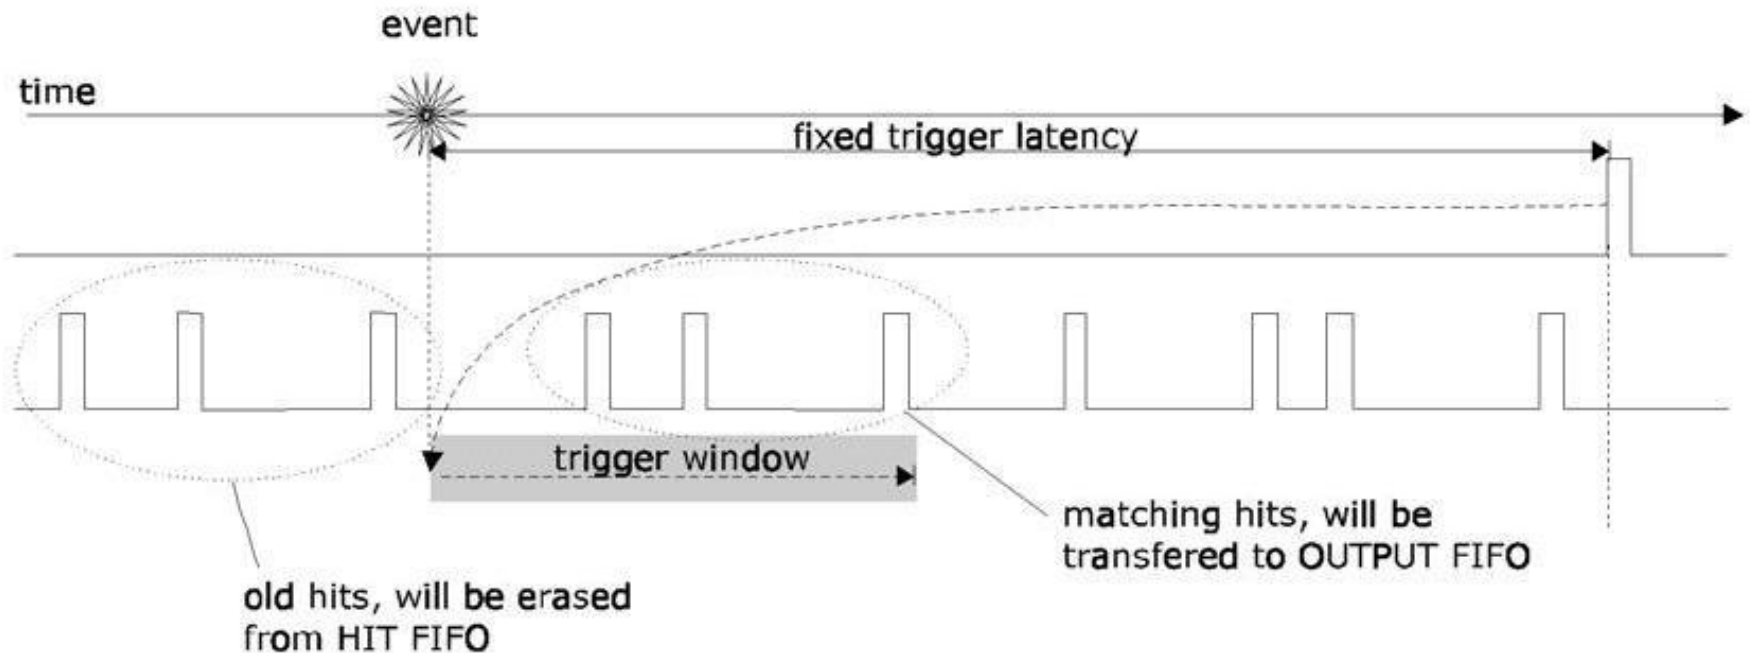 event
time
fixed trigger latency
trigger window
matching hits, will be
transfered to OUTPUT FIFO
old hits, will be erased
from HIT FIFO